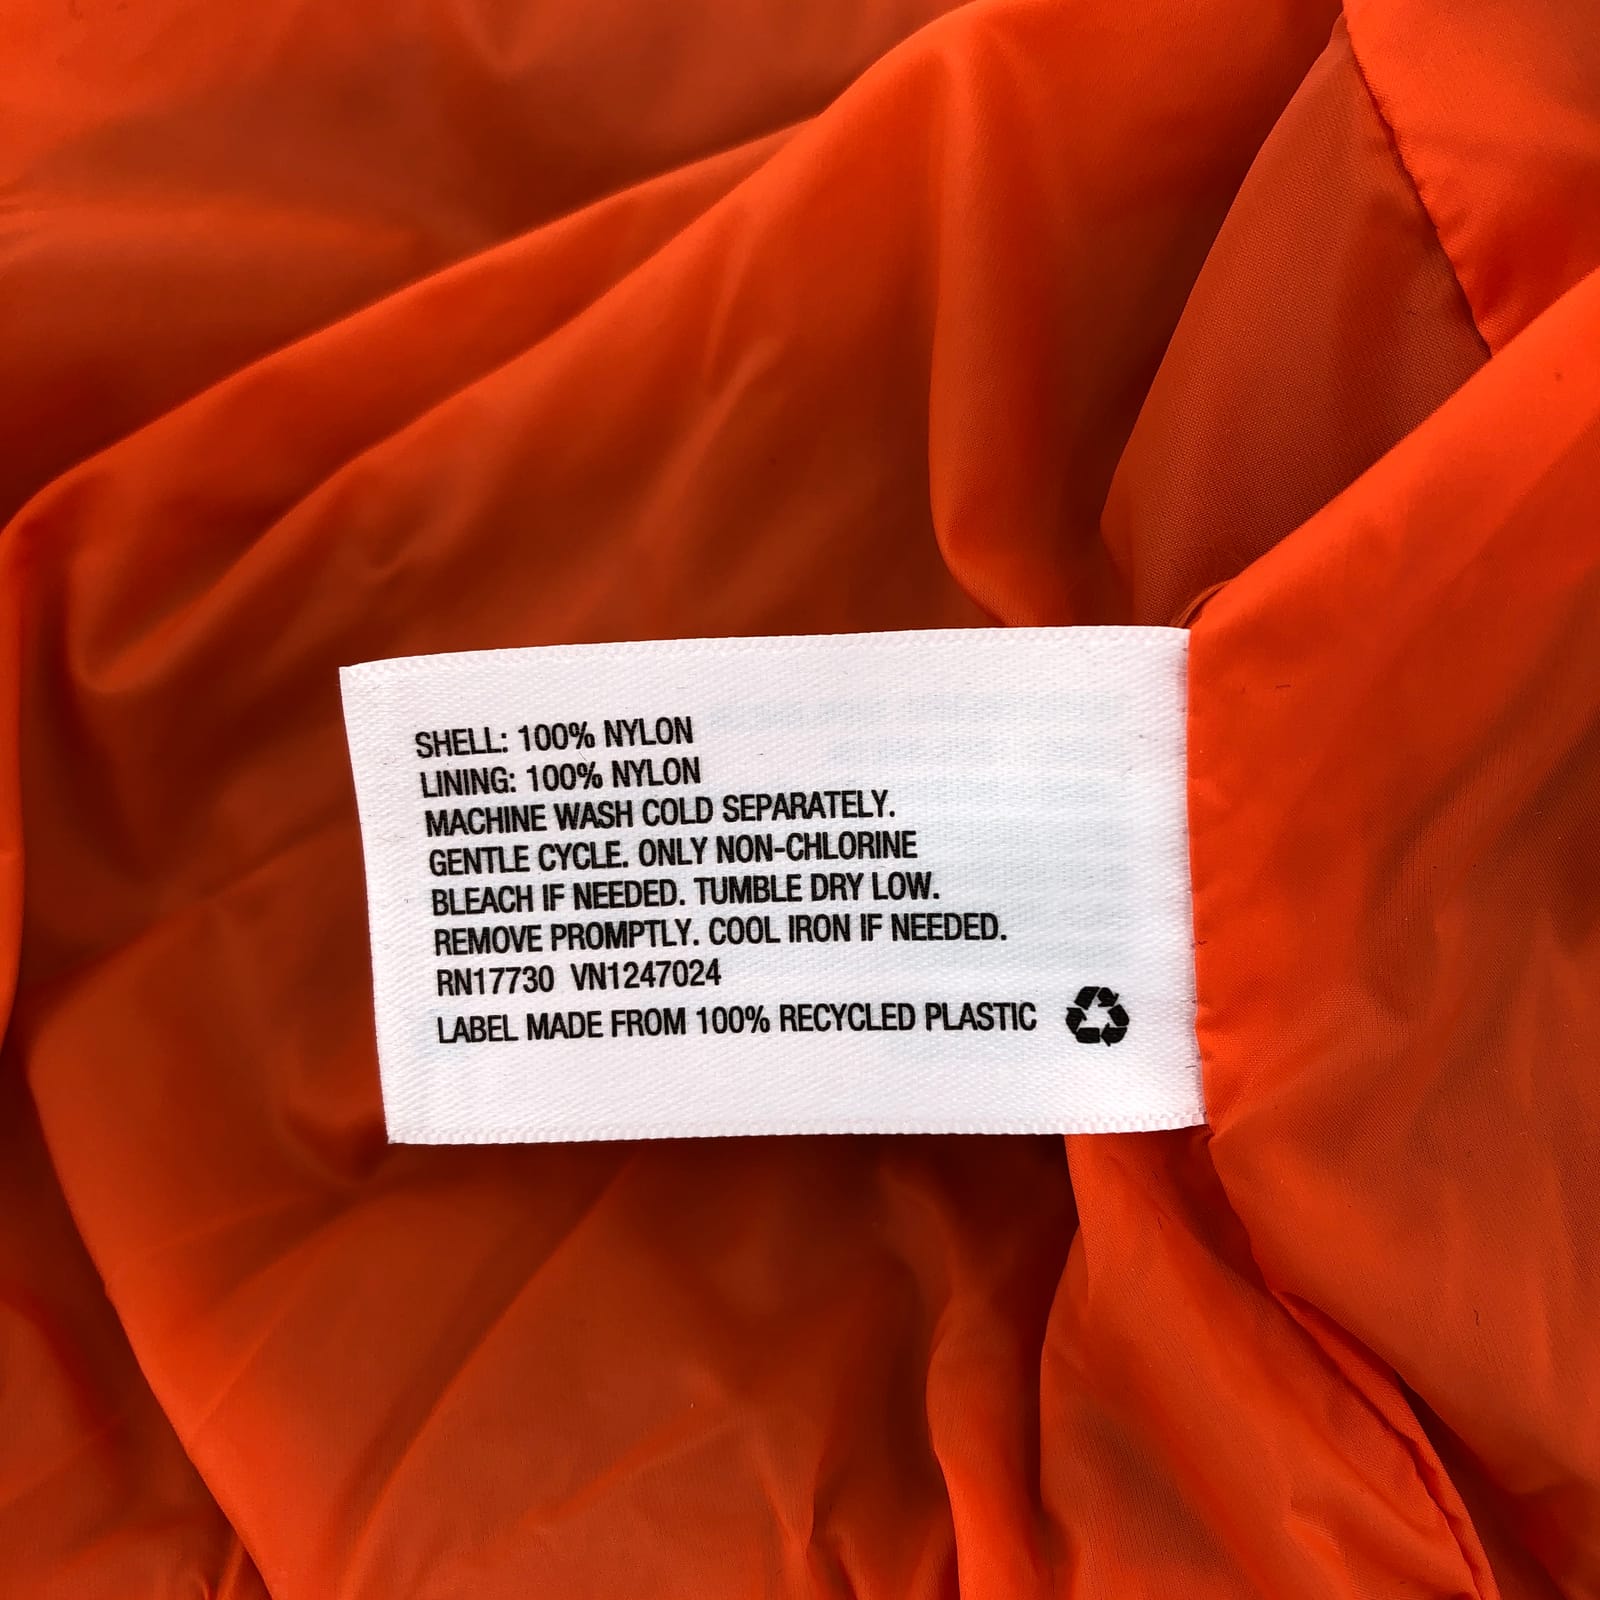 SHELL: 100% NYLON
LINING: 100% NYLON
MACHINE WASH COLD SEPARATELY.
GENTLE CYCLE. ONLY NON-CHLORINE
BLEACH IF NEEDED. TUMBLE DRY LOW.
REMOVE PROMPTLY. COOL IRON IF NEEDED.
RN17730 VN1247024
LABEL MADE FROM 100% RECYCLED PLASTIC